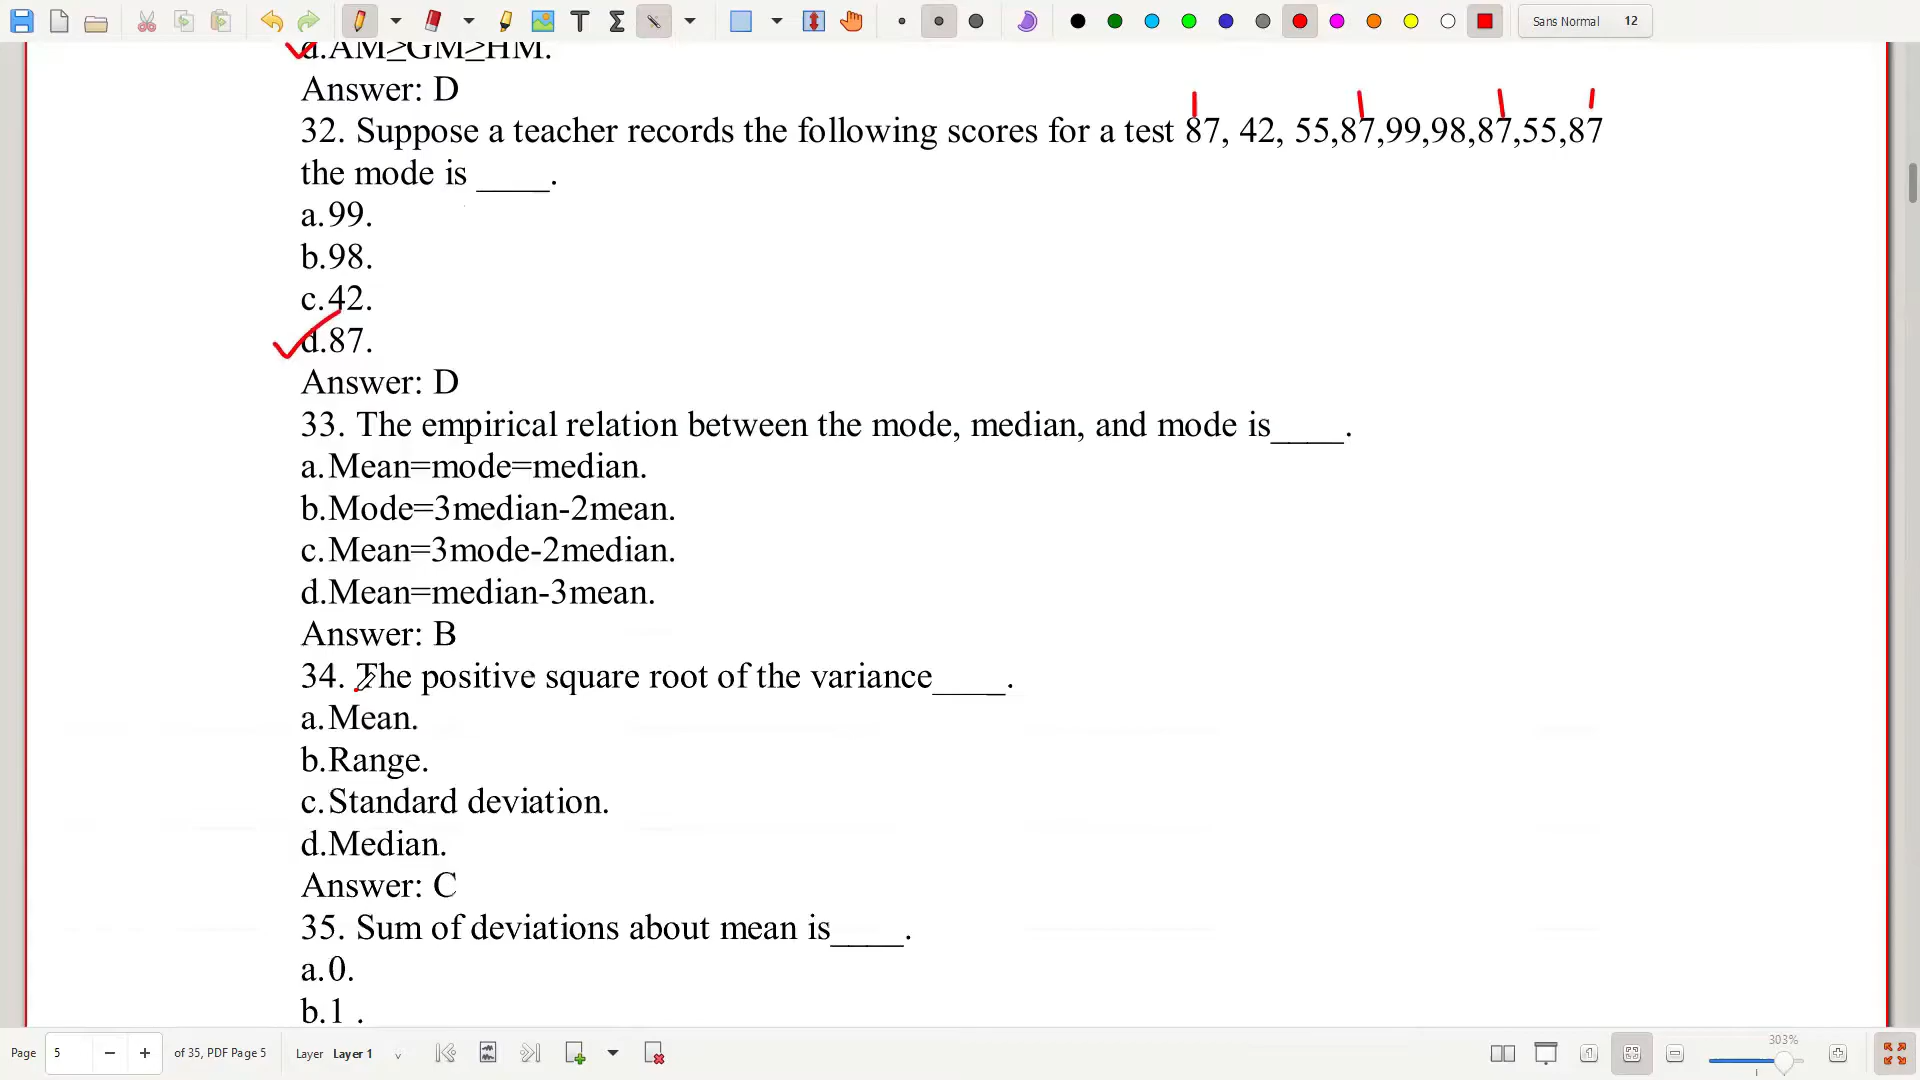 Sans Normal 12
d.AM≥GM≥HM.
Answer: D
32. Suppose a teacher records the following scores for a test 87, 42, 55,87,99,98,87,55,87
the mode is ____.
a.99.
b.98.
c.42.
d.87.
Answer: D
33. The empirical relation between the mode, median, and mode is____.
a.Mean=mode=median.
b.Mode=3median-2mean.
c.Mean=3mode-2median.
d.Mean=median-3mean.
Answer: B
34. The positive square root of the variance____.
a.Mean.
b.Range.
c.Standard deviation.
d.Median.
Answer: C
35. Sum of deviations about mean is____.
a.0.
b.1 .
Page 5 of 35, PDF Page 5 Layer Layer 1 303%